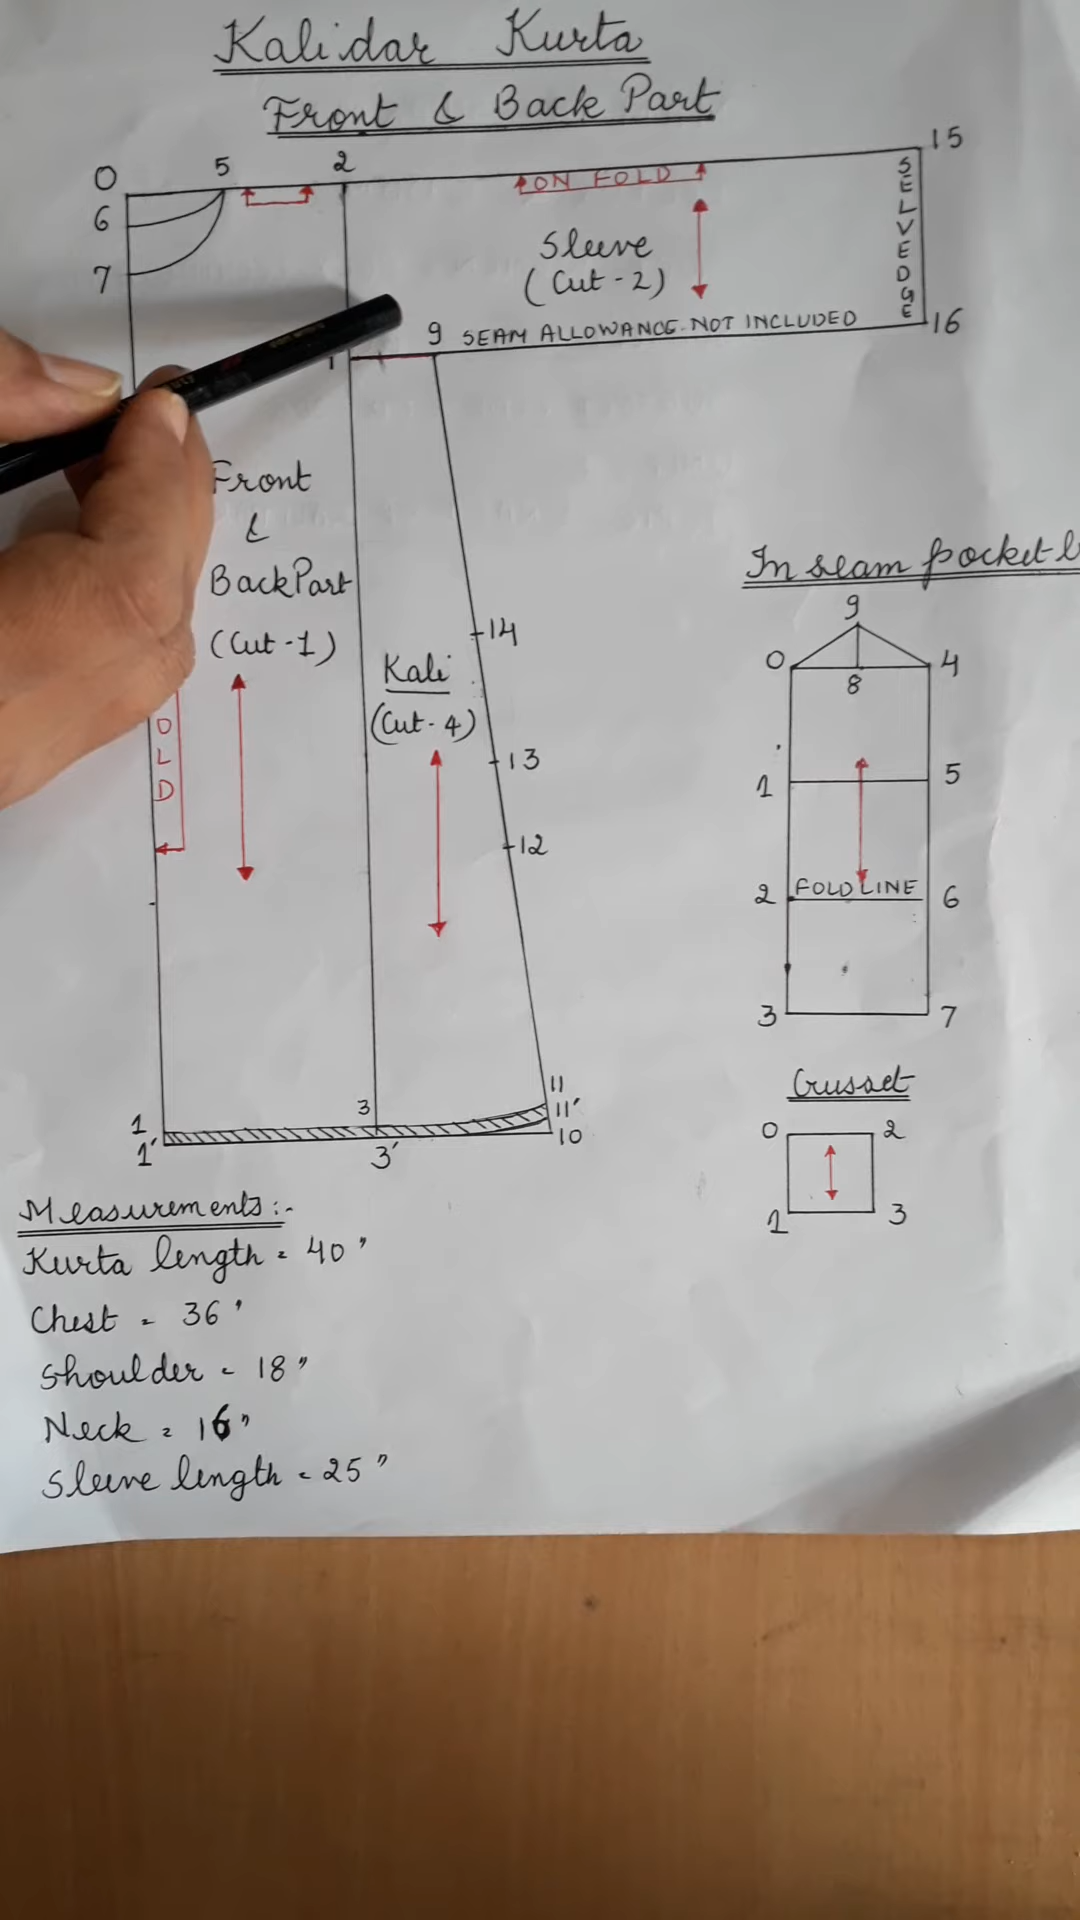 Kalidar Kurta
Front & Back Part
0 5 2 15
6
7
ON FOLD
SELVEDGE
Sleeve
(Cut-2)
9 SEAM ALLOWANCE NOT INCLUDED 16
Front
&
Back Part
(Cut-1)
OLD
Kali
(Cut-4)
14
13
12
11
11'
10
1
1'
3
3'
In seam pocket
9
0 8 4
1 5
2 FOLD LINE 6
3 7
Gusset
0 2
1 3
Measurements:-
Kurta length = 40"
Chest = 36"
Shoulder = 18"
Neck = 16"
Sleeve length = 25"